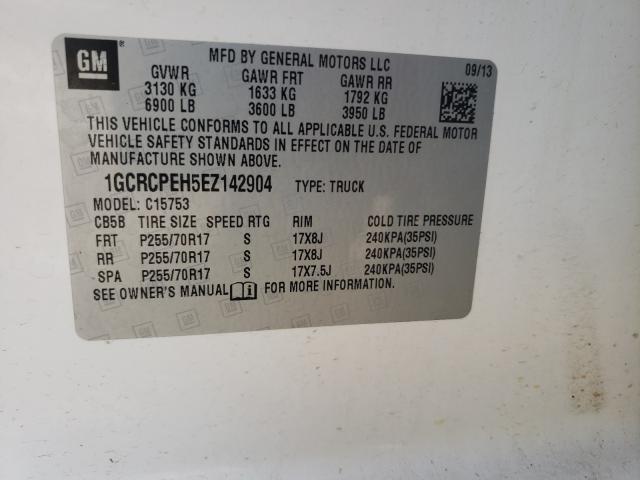 GM
MFD BY GENERAL MOTORS LLC
09/13
GVWR GAWR FRT GAWR RR
3130 KG 1633 KG 1792 KG
6900 LB 3600 LB 3950 LB
THIS VEHICLE CONFORMS TO ALL APPLICABLE U.S. FEDERAL MOTOR
VEHICLE SAFETY STANDARDS IN EFFECT ON THE DATE OF
MANUFACTURE SHOWN ABOVE.
1GCRCPEH5EZ142904 TYPE: TRUCK
MODEL: C15753
CB5B TIRE SIZE SPEED RTG RIM COLD TIRE PRESSURE
FRT P255/70R17 S 17X8J 240KPA(35PSI)
RR P255/70R17 S 17X8J 240KPA(35PSI)
SPA P255/70R17 S 17X7.5J 240KPA(35PSI)
SEE OWNER'S MANUAL FOR MORE INFORMATION.